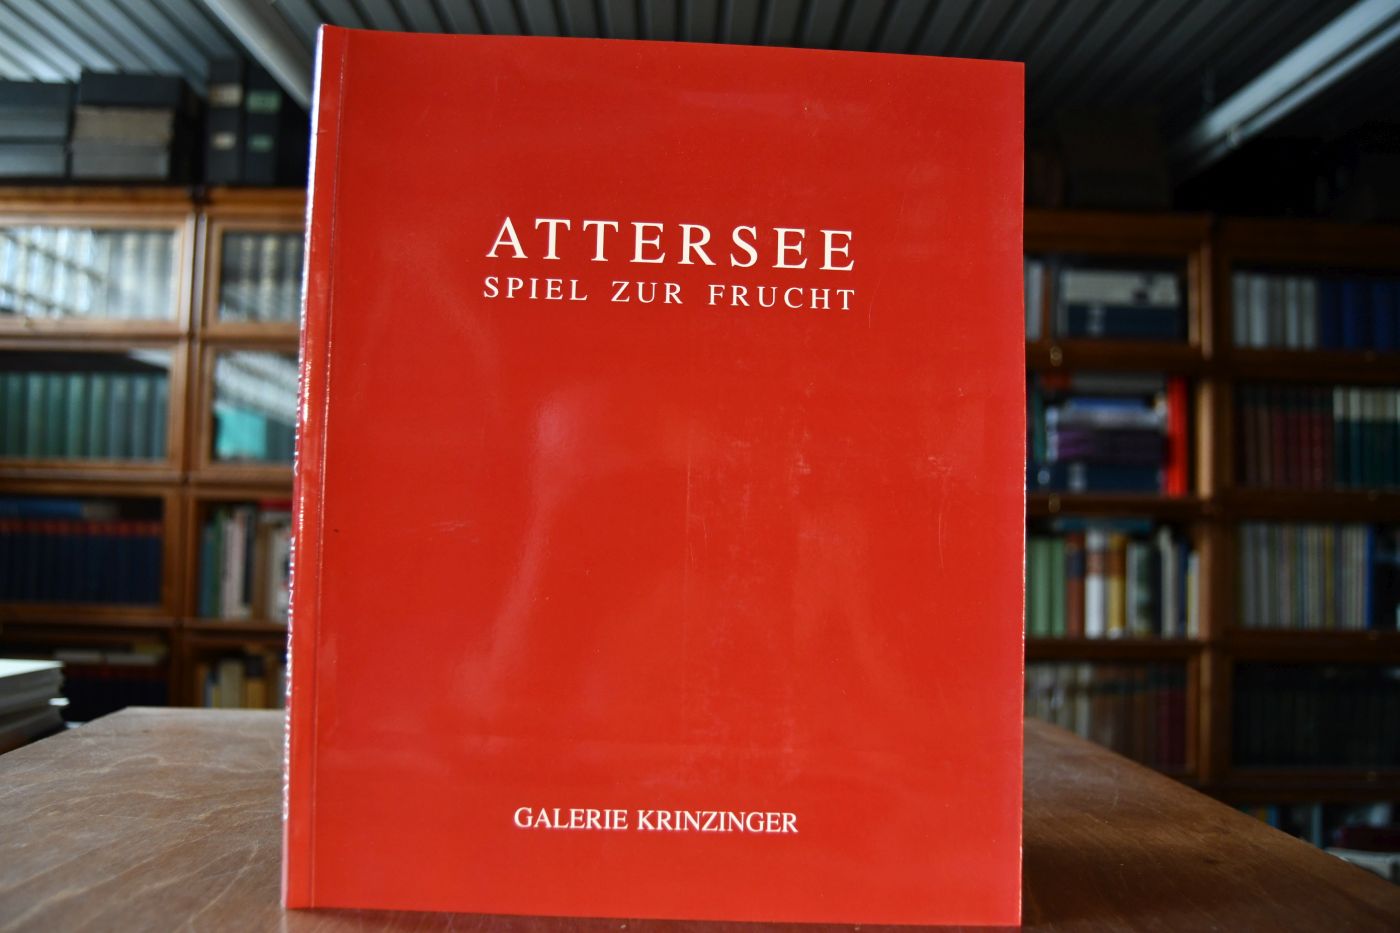 ATTERSEE
SPIEL ZUR FRUCHT
GALERIE KRINZINGER